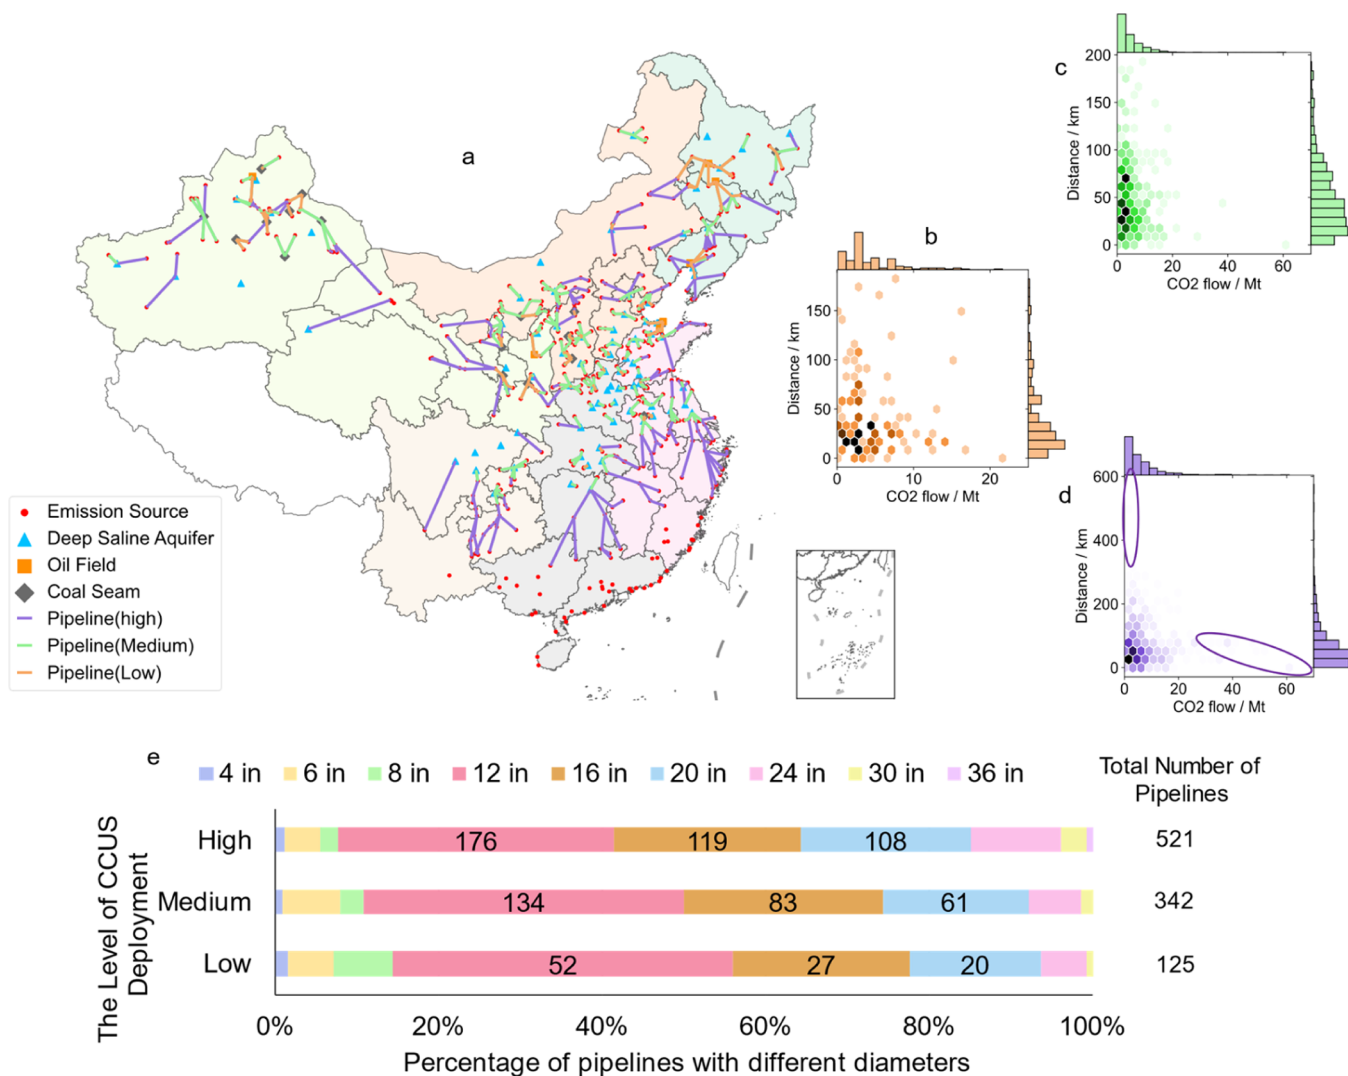 a
Emission Source
Deep Saline Aquifer
Oil Field
Coal Seam
Pipeline(high)
Pipeline(Medium)
Pipeline(Low)
b
Distance / km
150
100
50
0
0 10 20
CO2 flow / Mt
c
Distance / km
200
150
100
50
0
0 20 40 60
CO2 flow / Mt
d
Distance / km
600
400
200
0
0 20 40 60
CO2 flow / Mt
e
4 in 6 in 8 in 12 in 16 in 20 in 24 in 30 in 36 in
Total Number of
Pipelines
The Level of CCUS
Deployment
High 176 119 108 521
Medium 134 83 61 342
Low 52 27 20 125
0% 20% 40% 60% 80% 100%
Percentage of pipelines with different diameters